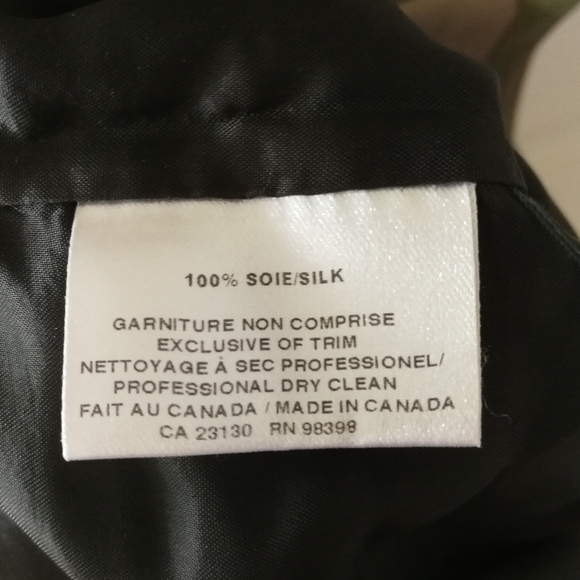 100% SOIE/SILK
GARNITURE NON COMPRISE
EXCLUSIVE OF TRIM
NETTOYAGE À SEC PROFESSIONEL/
PROFESSIONAL DRY CLEAN
FAIT AU CANADA / MADE IN CANADA
CA 23130 RN 98398